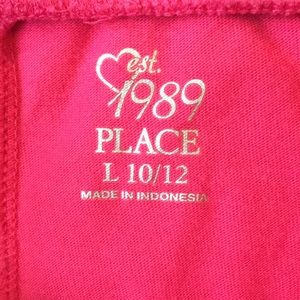 est.
1989
PLACE
L 10/12
MADE IN INDONESIA